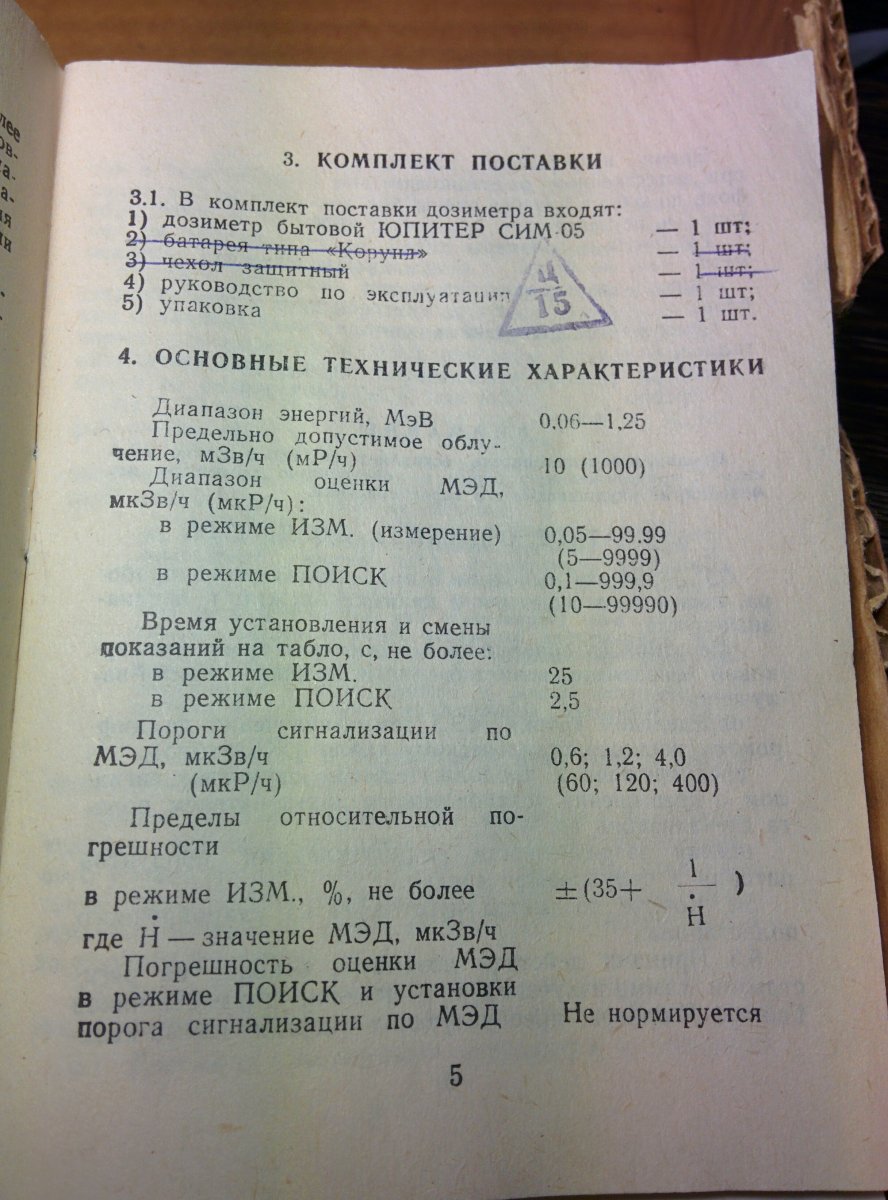 лее
ов-
а-
а-
ия
ии
3. КОМПЛЕКТ ПОСТАВКИ
3.1. В комплект поставки дозиметра входят:
1) дозиметр бытовой ЮПИТЕР СИМ-05 — 1 шт;
2) батарея типа «Корунд» — 1 шт;
3) чехол защитный — 1 шт;
4) руководство по эксплуатации — 1 шт;
5) упаковка — 1 шт.
Ц
15
4. ОСНОВНЫЕ ТЕХНИЧЕСКИЕ ХАРАКТЕРИСТИКИ
Диапазон энергий, МэВ 0,06—1,25
Предельно допустимое облу-
чение, мЗв/ч (мР/ч) 10 (1000)
Диапазон оценки МЭД,
мкЗв/ч (мкР/ч):
в режиме ИЗМ. (измерение) 0,05—99.99
(5—9999)
в режиме ПОИСК 0,1—999,9
(10—99990)
Время установления и смены
показаний на табло, с, не более:
в режиме ИЗМ. 25
в режиме ПОИСК 2,5
Пороги сигнализации по
МЭД, мкЗв/ч 0,6; 1,2; 4,0
(мкР/ч) (60; 120; 400)
Пределы относительной по-
грешности
в режиме ИЗМ., %, не более ±(35+ 1/Ḣ )
где Ḣ — значение МЭД, мкЗв/ч
Погрешность оценки МЭД
в режиме ПОИСК и установки
порога сигнализации по МЭД Не нормируется
5